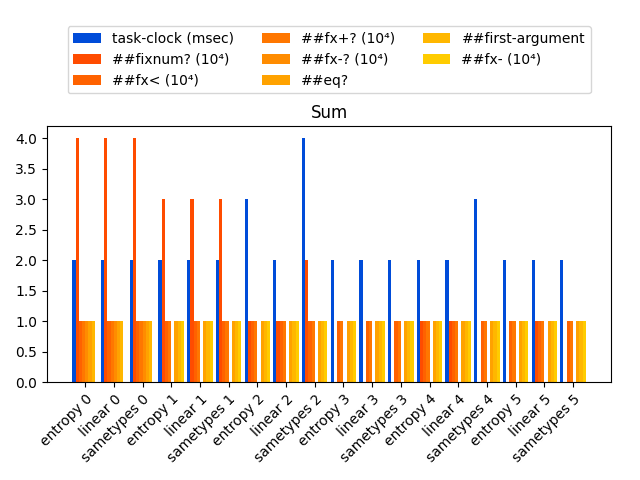 task-clock (msec)
##fixnum? (10⁴)
##fx< (10⁴)
##fx+? (10⁴)
##fx-? (10⁴)
##eq?
##first-argument
##fx- (10⁴)
Sum
4.0
3.5
3.0
2.5
2.0
1.5
1.0
0.5
0.0
entropy 0
linear 0
sametypes 0
entropy 1
linear 1
sametypes 1
entropy 2
linear 2
sametypes 2
entropy 3
linear 3
sametypes 3
entropy 4
linear 4
sametypes 4
entropy 5
linear 5
sametypes 5